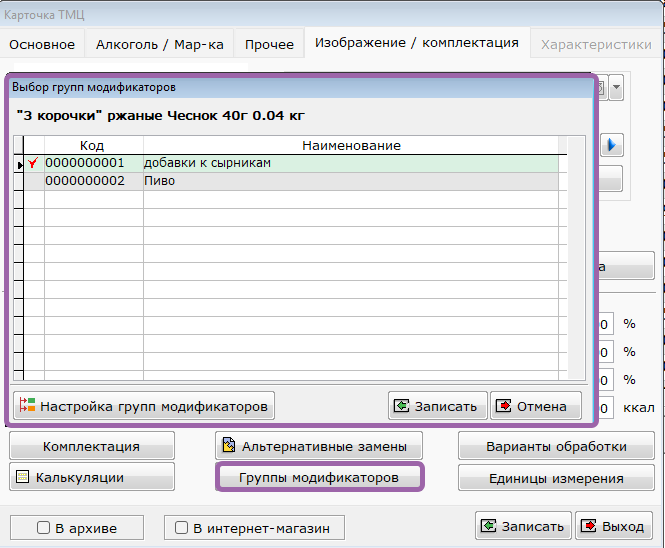 Карточка ТМЦ
Основное
Алкоголь / Мар-ка
Прочее
Изображение / комплектация
Характеристики
Выбор групп модификаторов
"3 корочки" ржаные Чеснок 40г 0.04 кг
Код Наименование
0000000001 добавки к сырникам
0000000002 Пиво
а
0 %
0 %
0 %
0 ккал
Настройка групп модификаторов
Записать
Отмена
Комплектация
Альтернативные замены
Варианты обработки
Калькуляции
Группы модификаторов
Единицы измерения
В архиве
В интернет-магазин
Записать
Выход